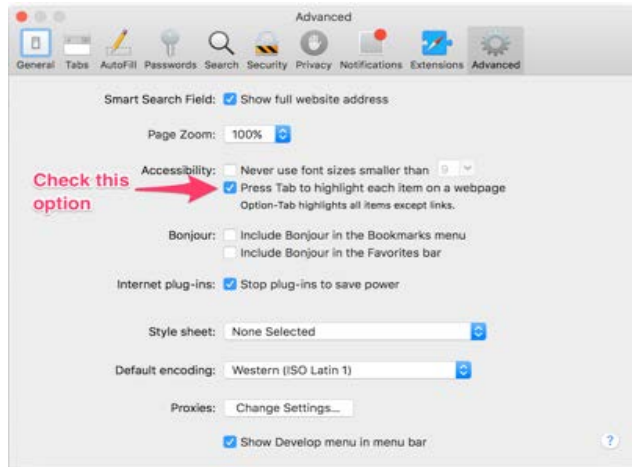 Advanced
General Tabs AutoFill Passwords Search Security Privacy Notifications Extensions Advanced
Smart Search Field: Show full website address
Page Zoom: 100%
Accessibility: Never use font sizes smaller than 9
Check this option
Press Tab to highlight each item on a webpage
Option-Tab highlights all items except links.
Bonjour: Include Bonjour in the Bookmarks menu
Include Bonjour in the Favorites bar
Internet plug-ins: Stop plug-ins to save power
Style sheet: None Selected
Default encoding: Western (ISO Latin 1)
Proxies: Change Settings...
Show Develop menu in menu bar
?